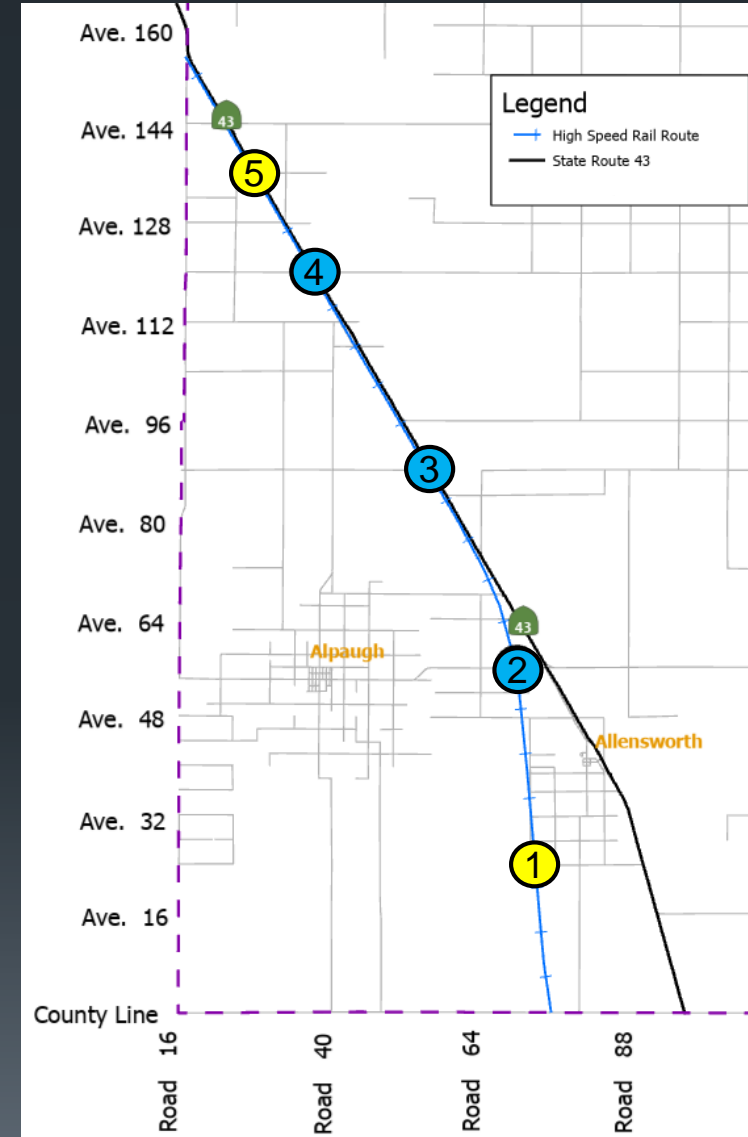 Ave. 160
Legend
High Speed Rail Route
State Route 43
43
Ave. 144
5
Ave. 128
4
Ave. 112
Ave. 96
3
Ave. 80
Ave. 64
43
Alpaugh
2
Ave. 48
Allensworth
Ave. 32
1
Ave. 16
County Line
Road 16
Road 40
Road 64
Road 88